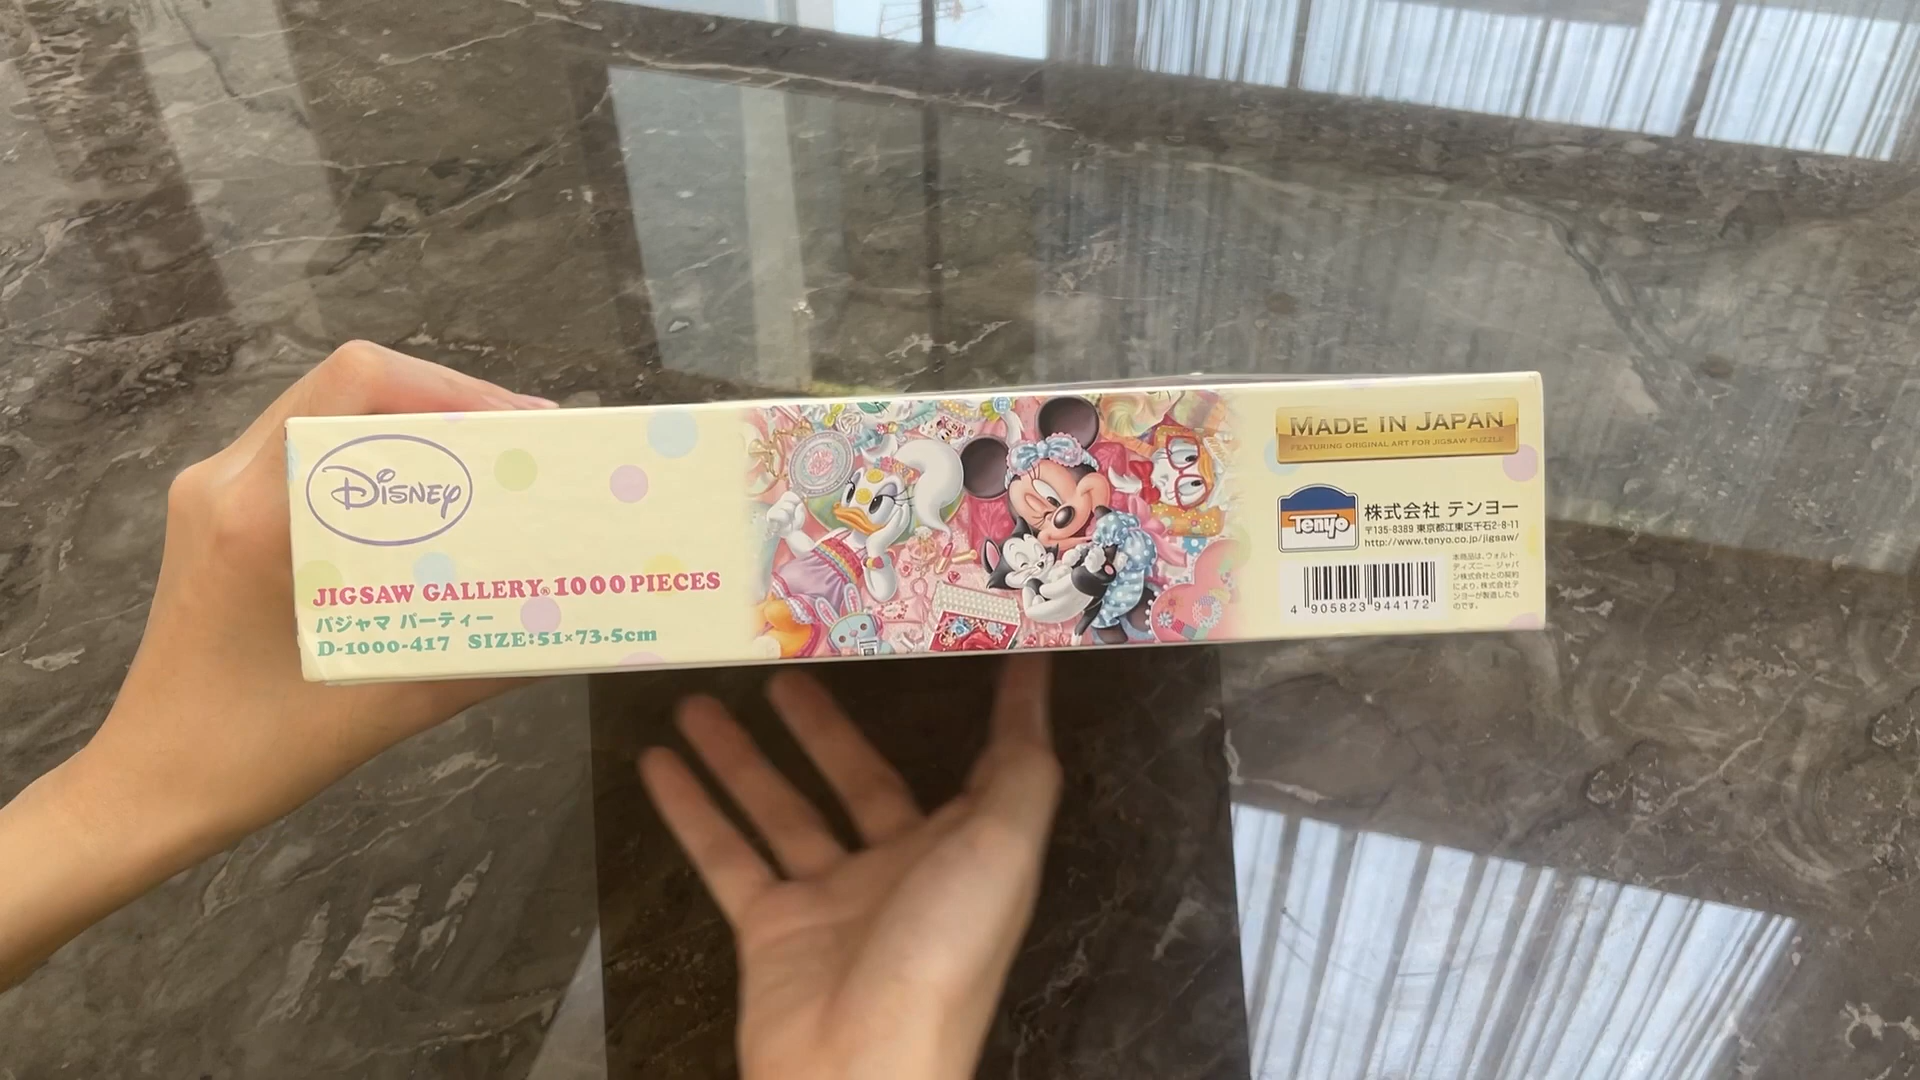 Disney
JIGSAW GALLERY® 1000 PIECES
パジャマ パーティー
D-1000-417 SIZE:51×73.5cm
MADE IN JAPAN
FEATURING ORIGINAL ART FOR JIGSAW PUZZLE
Tenyo
株式会社 テンヨー
〒135-8389 東京都江東区千石2-8-11
http://www.tenyo.co.jp/jigsaw/
4 905823 944172
本商品は、ウォルト・
ディズニー・ジャパ
ン株式会社との契約
により、株式会社テ
ンヨーが製造したも
のです。